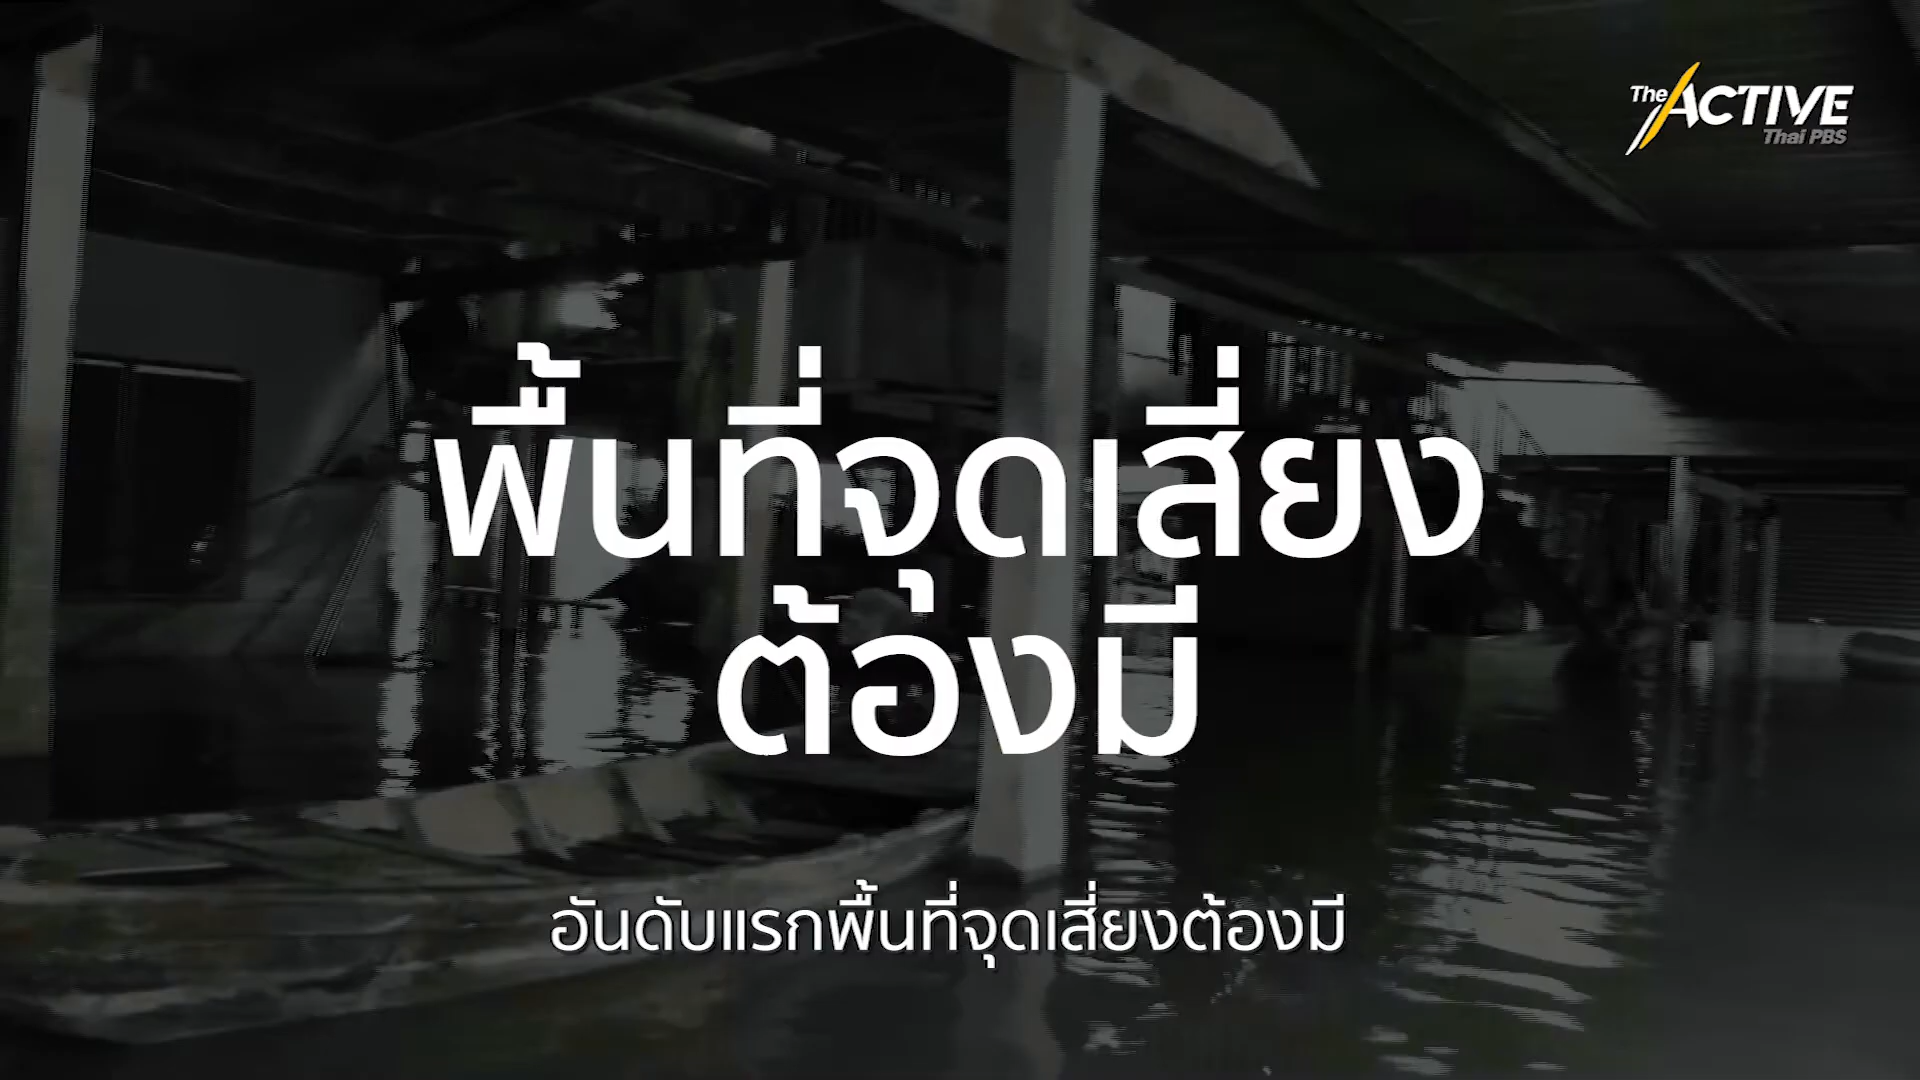 The ACTIVE
Thai PBS
พื้นที่จุดเสี่ยง
ต้องมี
อันดับแรกพื้นที่จุดเสี่ยงต้องมี